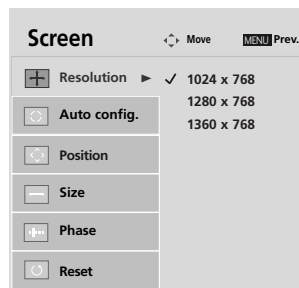 Screen Move MENU Prev.
Resolution ► ✓ 1024 x 768
1280 x 768
Auto config.
1360 x 768
Position
Size
Phase
Reset